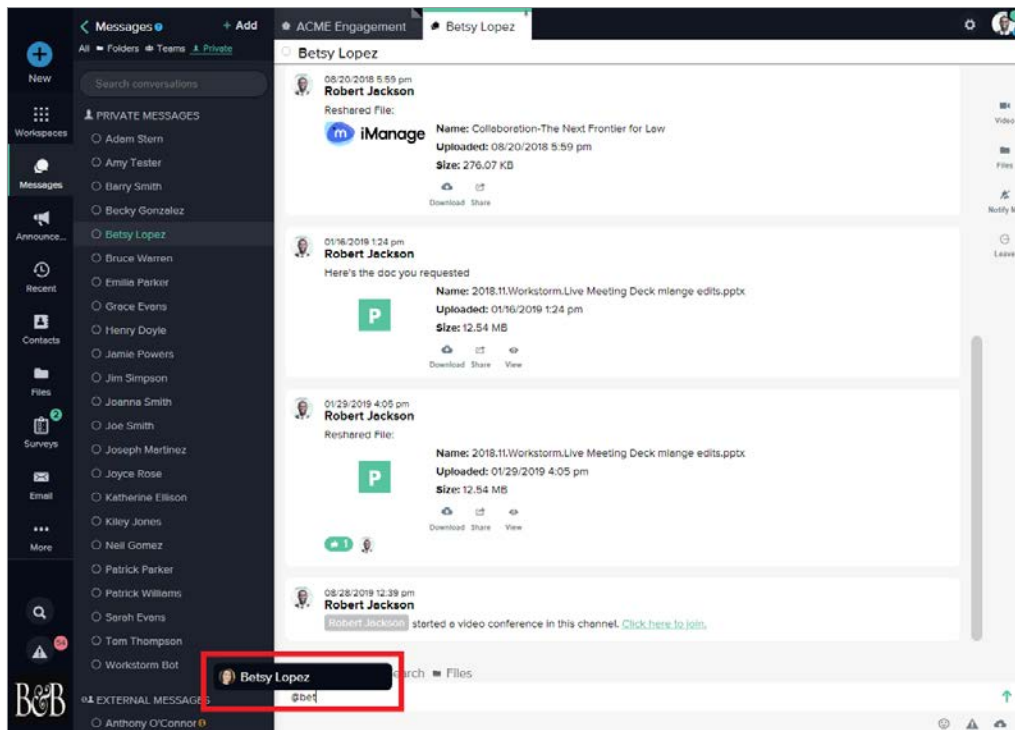 New
Workspaces
Messages
Announce...
Recent
Contacts
Files
2
Surveys
Email
More
54
B&B
Messages
+ Add
All Folders Teams Private
Search conversations
PRIVATE MESSAGES
Adam Stern
Amy Tester
Barry Smith
Becky Gonzalez
Betsy Lopez
Bruce Warren
Emilia Parker
Grace Evans
Henry Doyle
Jamie Powers
Jim Simpson
Joanna Smith
Joe Smith
Joseph Martinez
Joyce Rose
Katherine Ellison
Kiley Jones
Neil Gomez
Patrick Parker
Patrick Williams
Sarah Evans
Tom Thompson
Workstorm Bot
EXTERNAL MESSAGES
Anthony O'Connor
ACME Engagement
Betsy Lopez
Betsy Lopez
08/20/2018 5:59 pm
Robert Jackson
Reshared File:
iManage
Name: Collaboration-The Next Frontier for Law
Uploaded: 08/20/2018 5:59 pm
Size: 276.07 KB
Download Share
01/16/2019 1:24 pm
Robert Jackson
Here's the doc you requested
P
Name: 2018.11.Workstorm.Live Meeting Deck mlange edits.pptx
Uploaded: 01/16/2019 1:24 pm
Size: 12.54 MB
Download Share View
01/29/2019 4:05 pm
Robert Jackson
Reshared File:
P
Name: 2018.11.Workstorm.Live Meeting Deck mlange edits.pptx
Uploaded: 01/29/2019 4:05 pm
Size: 12.54 MB
Download Share View
1
08/28/2019 12:39 pm
Robert Jackson
Robert Jackson started a video conference in this channel. Click here to join.
Betsy Lopez
Files
@bet
Video
Files
Notify
Leave